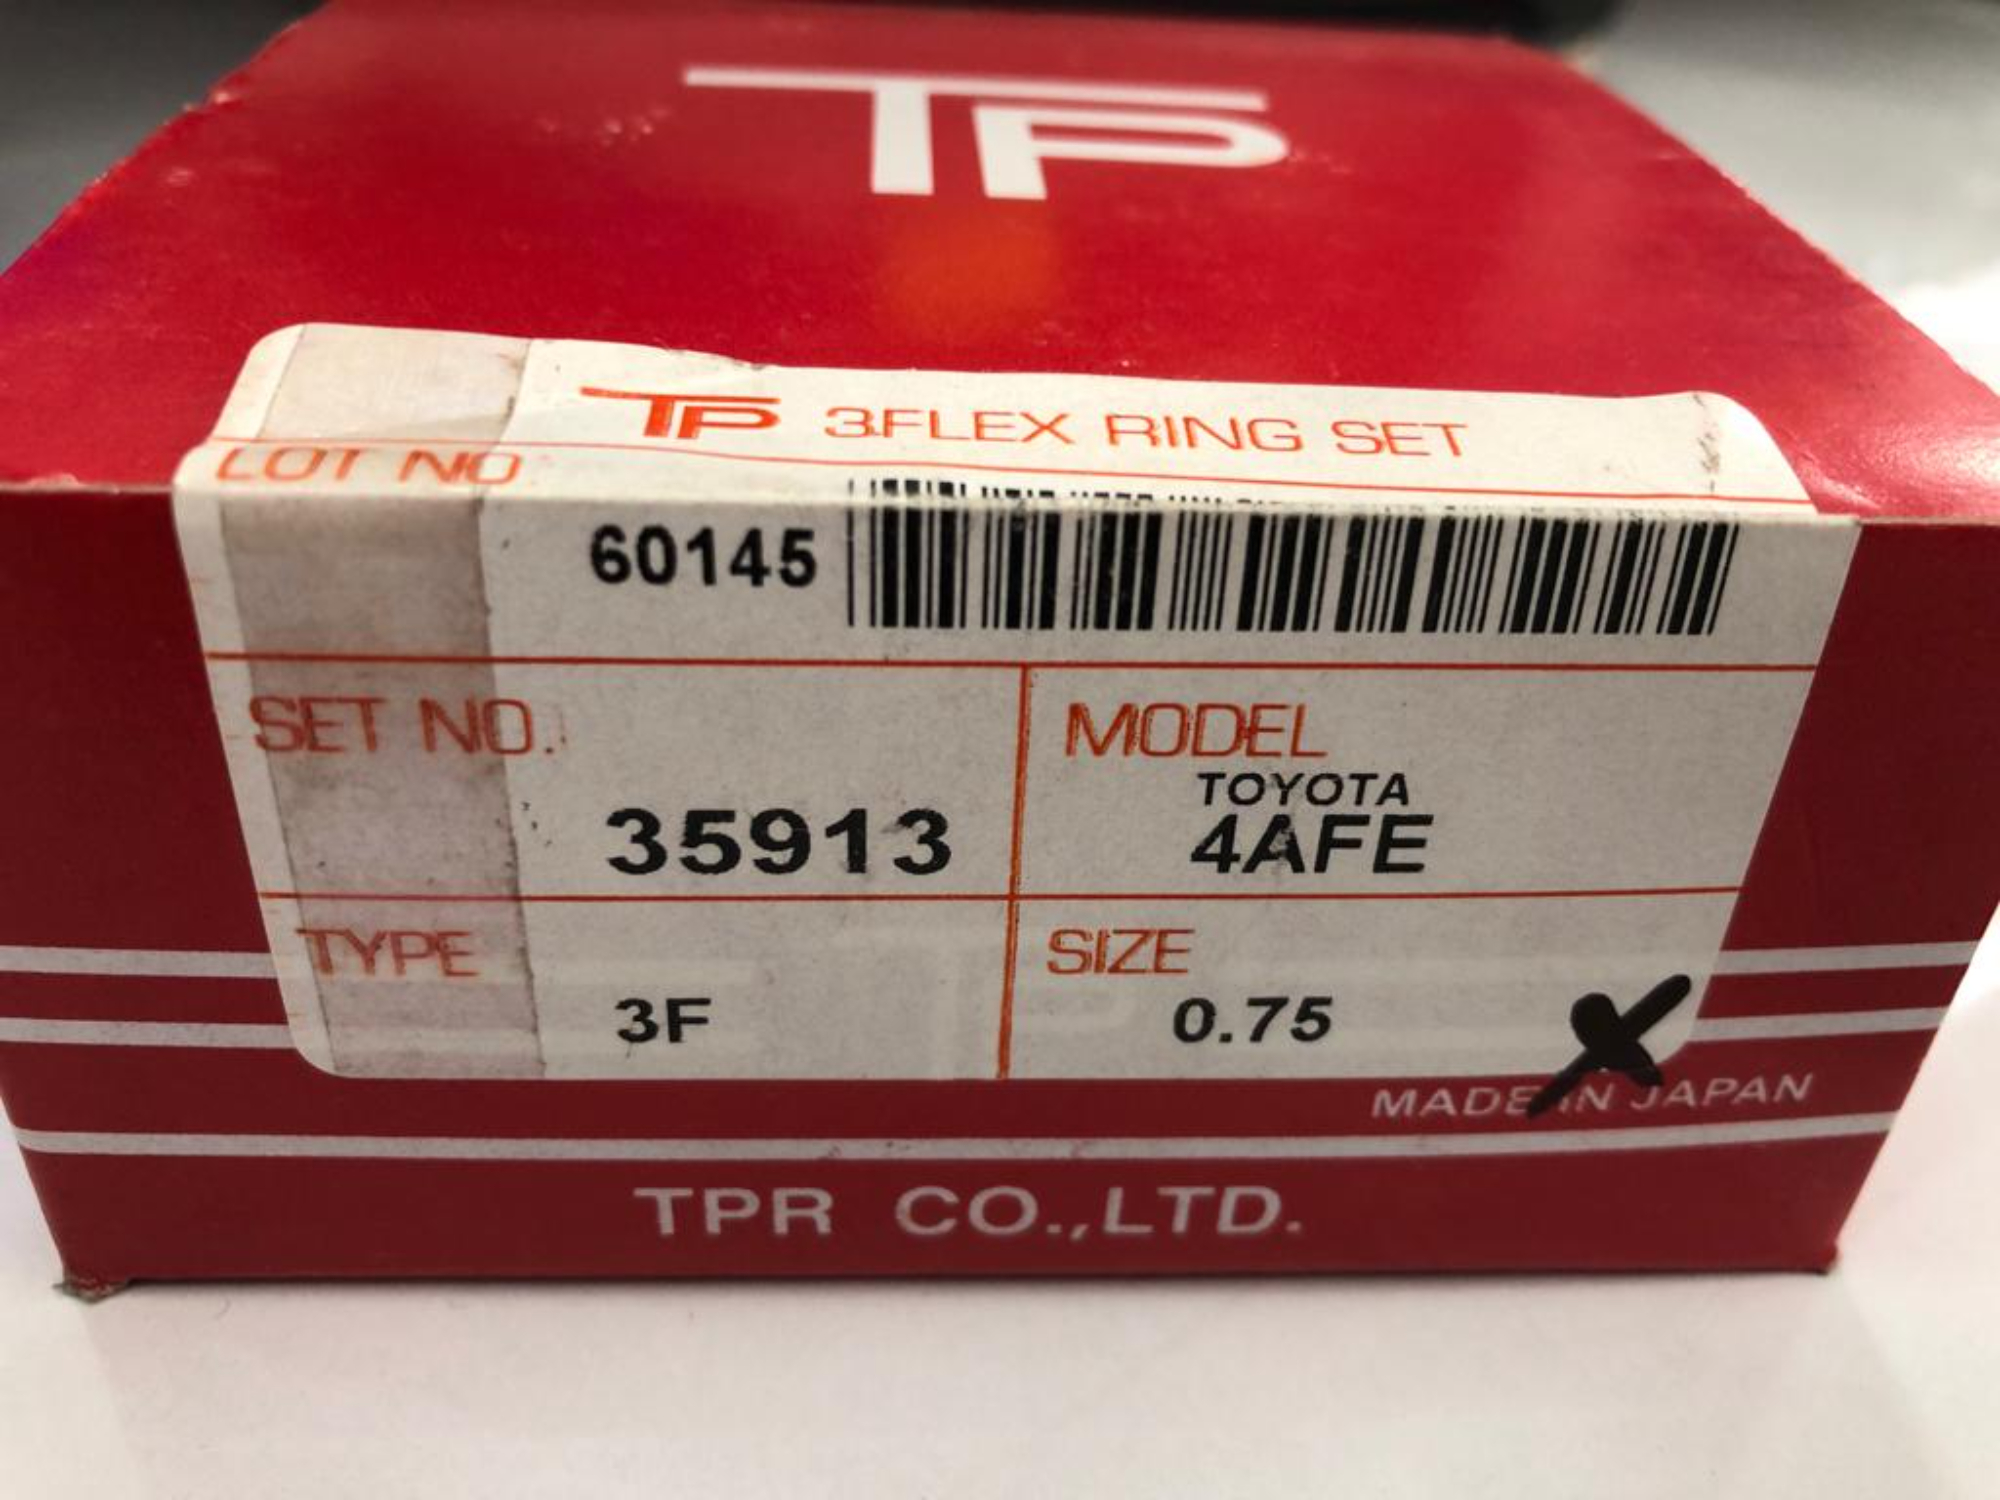 TP
TP 3FLEX RING SET
LOT NO
60145
SET NO.
35913
MODEL
TOYOTA
4AFE
TYPE
3F
SIZE
0.75
MADE IN JAPAN
TPR CO.,LTD.